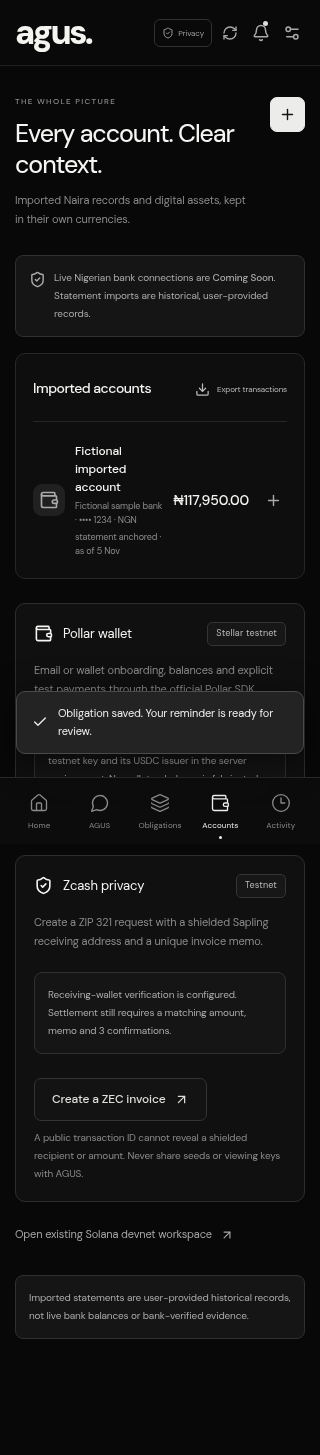 agus.
Privacy
THE WHOLE PICTURE
Every account. Clear
context.
Imported Naira records and digital assets, kept
in their own currencies.
Live Nigerian bank connections are Coming Soon.
Statement imports are historical, user-provided
records.
Imported accounts
Export transactions
Fictional
imported
account
₦117,950.00
Fictional sample bank
· •••• 1234 · NGN
statement anchored ·
as of 5 Nov
Pollar wallet
Stellar testnet
Email or wallet onboarding, balances and explicit
test payments through the official Pollar SDK.
Obligation saved. Your reminder is ready for
review.
testnet key and its USDC issuer in the server
Home
AGUS
Obligations
Accounts
Activity
Zcash privacy
Testnet
Create a ZIP 321 request with a shielded Sapling
receiving address and a unique invoice memo.
Receiving-wallet verification is configured.
Settlement still requires a matching amount,
memo and 3 confirmations.
Create a ZEC invoice
A public transaction ID cannot reveal a shielded
recipient or amount. Never share seeds or viewing keys
with AGUS.
Open existing Solana devnet workspace
Imported statements are user-provided historical records,
not live bank balances or bank-verified evidence.